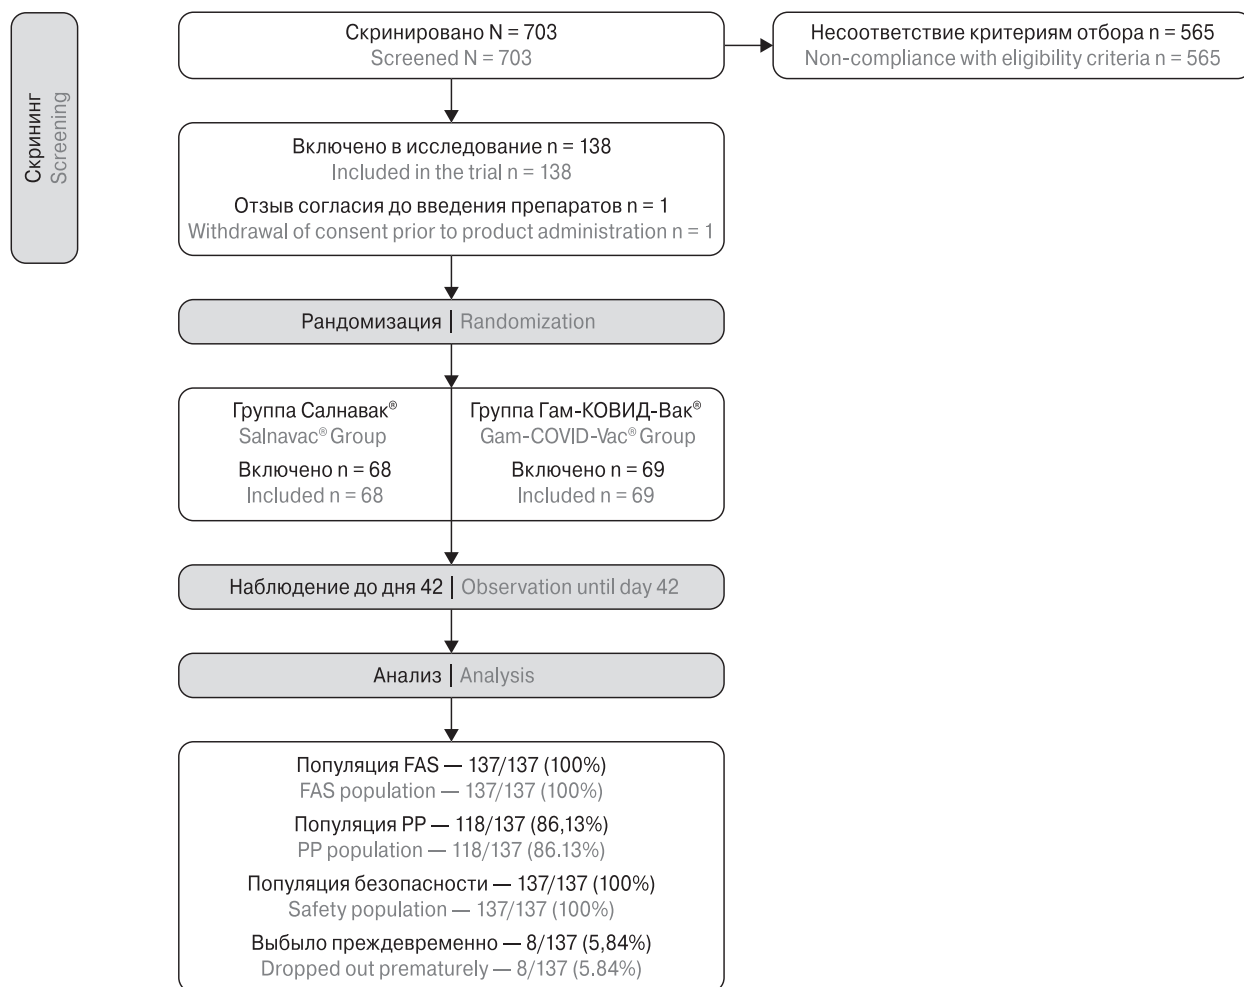 Скрининг
Screening
Скринировано N = 703
Screened N = 703
Несоответствие критериям отбора n = 565
Non-compliance with eligibility criteria n = 565
Включено в исследование n = 138
Included in the trial n = 138
Отзыв согласия до введения препаратов n = 1
Withdrawal of consent prior to product administration n = 1
Рандомизация | Randomization
Группа Салнавак®
Salnavac® Group
Включено n = 68
Included n = 68
Группа Гам-КОВИД-Вак®
Gam-COVID-Vac® Group
Включено n = 69
Included n = 69
Наблюдение до дня 42 | Observation until day 42
Анализ | Analysis
Популяция FAS — 137/137 (100%)
FAS population — 137/137 (100%)
Популяция PP — 118/137 (86,13%)
PP population — 118/137 (86.13%)
Популяция безопасности — 137/137 (100%)
Safety population — 137/137 (100%)
Выбыло преждевременно — 8/137 (5,84%)
Dropped out prematurely — 8/137 (5.84%)